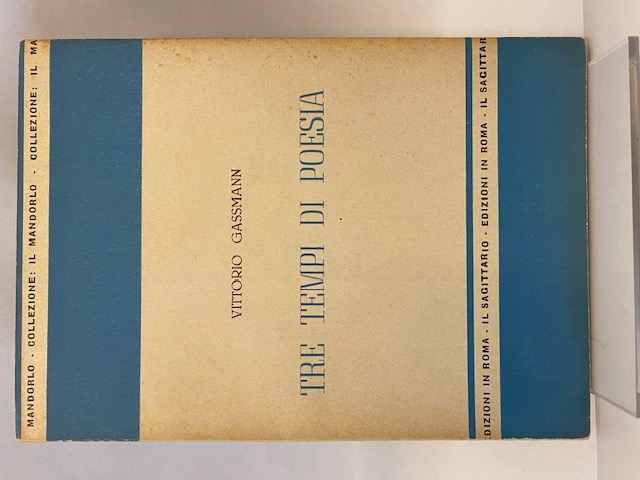 MANDORLO - COLLEZIONE: IL MANDORLO - COLLEZIONE: IL MA
VITTORIO GASSMANN
TRE TEMPI DI POESIA
EDIZIONI IN ROMA - IL SAGITTARIO - EDIZIONI IN ROMA - IL SAGITTAR